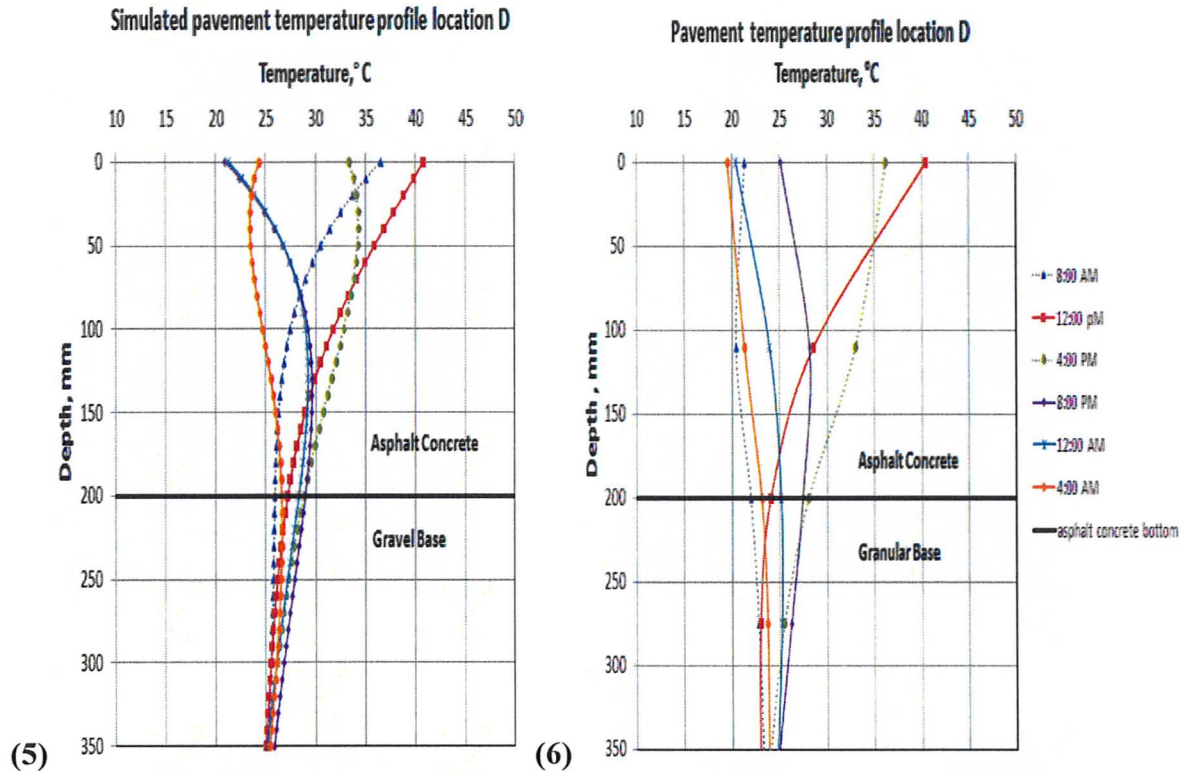 Simulated pavement temperature profile location D
Temperature,° C
10 15 20 25 30 35 40 45 50
0
50
100
150
200
250
300
350
Depth, mm
Asphalt Concrete
Gravel Base
(5)
Pavement temperature profile location D
Temperature, °C
10 15 20 25 30 35 40 45 50
0
50
100
150
200
250
300
350
Depth, mm
Asphalt Concrete
Granular Base
(6)
8:00 AM
12:00 pM
4:00 PM
8:00 PM
12:00 AM
4:00 AM
asphalt concrete bottom